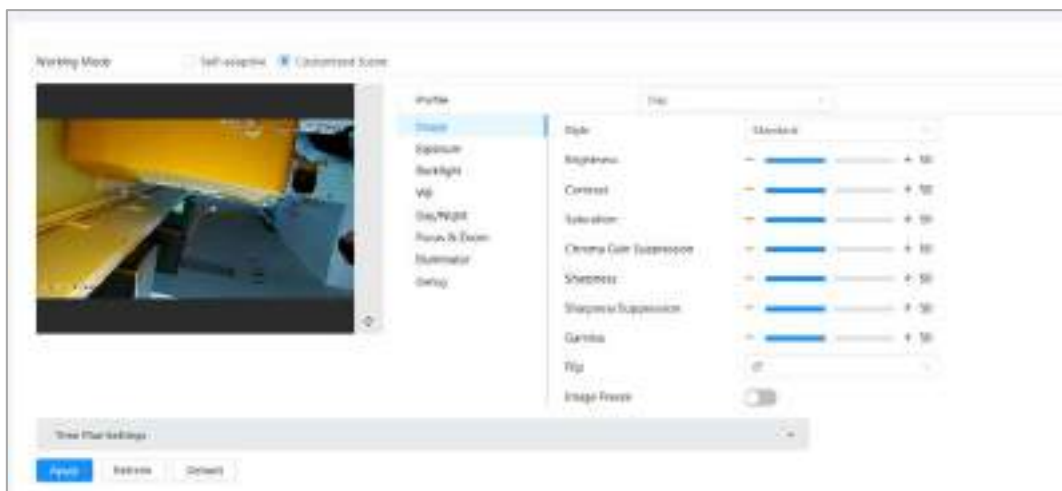 Working Mode Self-adaptive Customized Scene
Profile Day
Image
Style Standard
Exposure
Brightness 50
Backlight
Contrast 50
WB
Saturation 50
Day/Night
Chroma Gain Suppression 50
Focus & Zoom
Sharpness 50
Illuminator
Sharpness Suppression 50
Defog
Gamma 50
Flip 0°
Image Freeze
Time Plan Settings
Apply Refresh Default